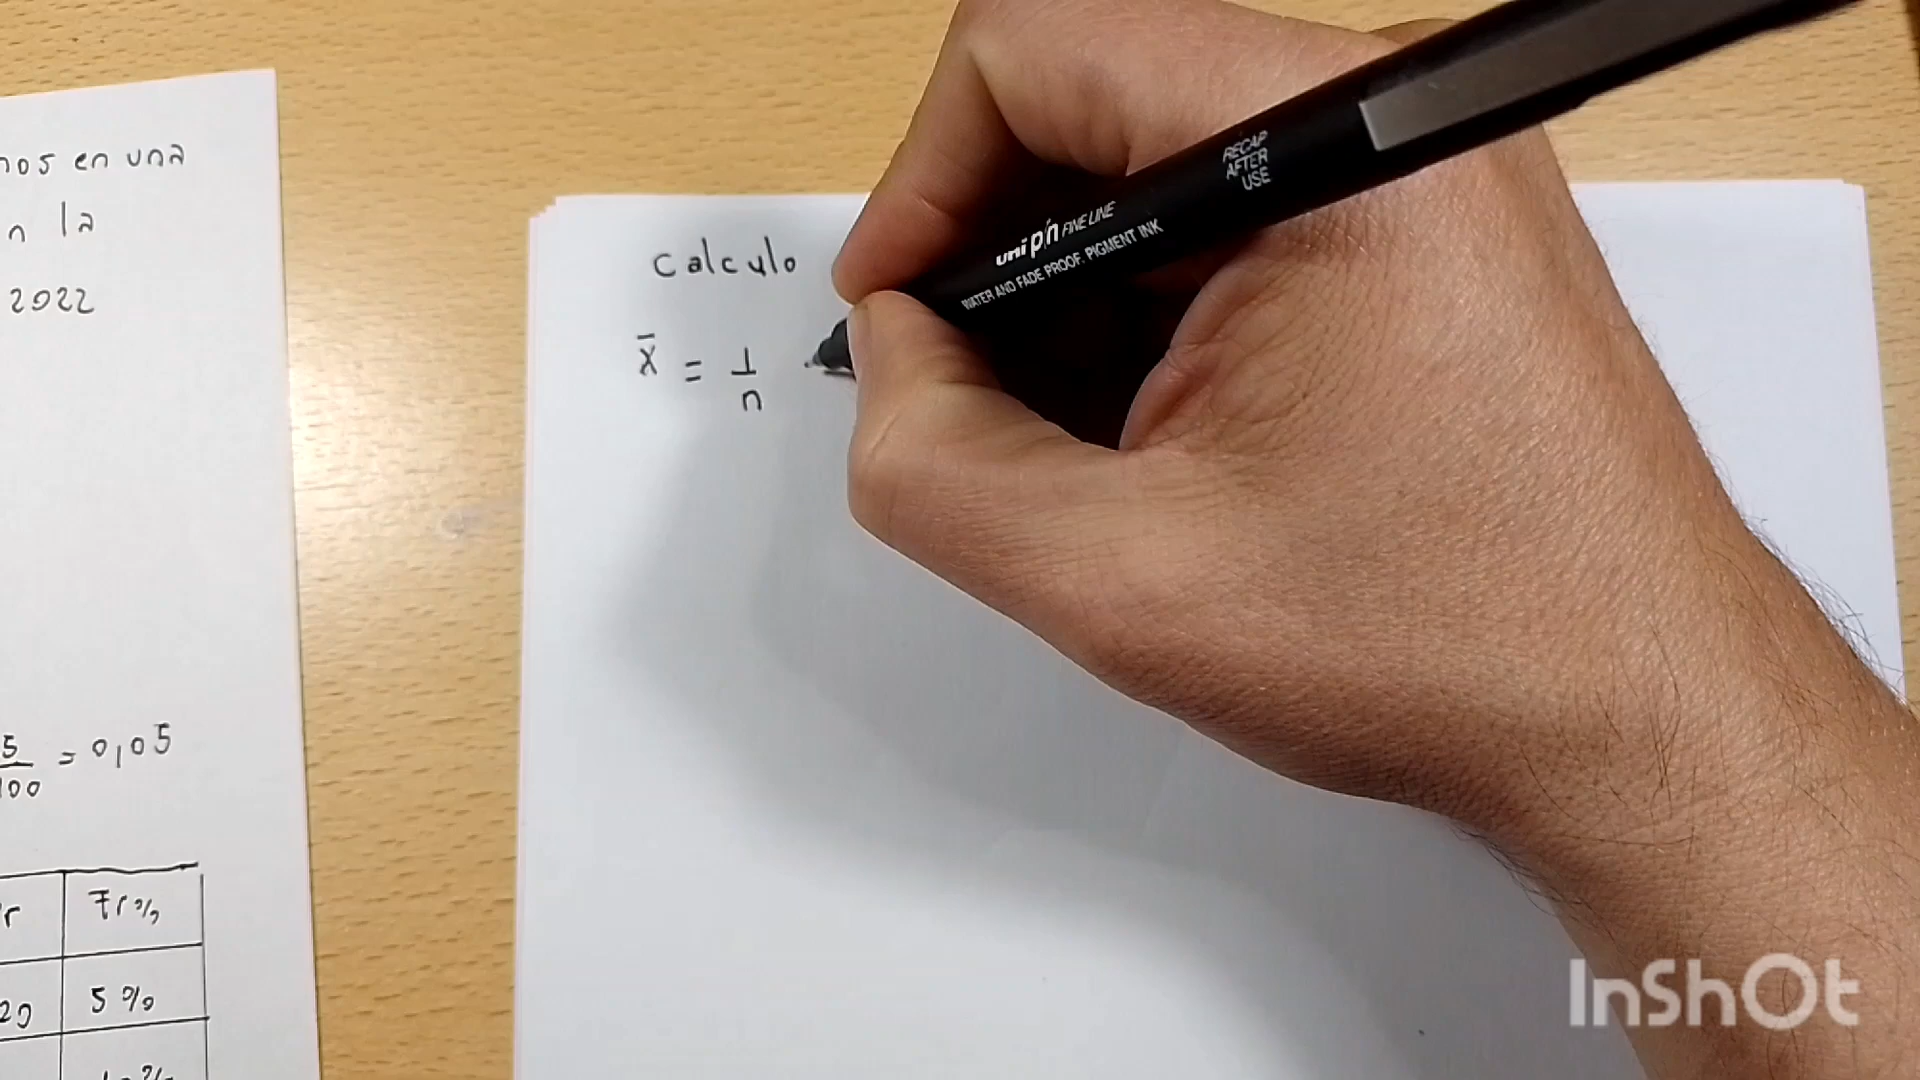 en una
n la
2022
5
100
= 0,05
Fr%
5%
calculo
x̄ = 1
n
uni pin FINE LINE
WATER AND FADE PROOF, PIGMENT INK
RECAP
AFTER
USE
InShOt